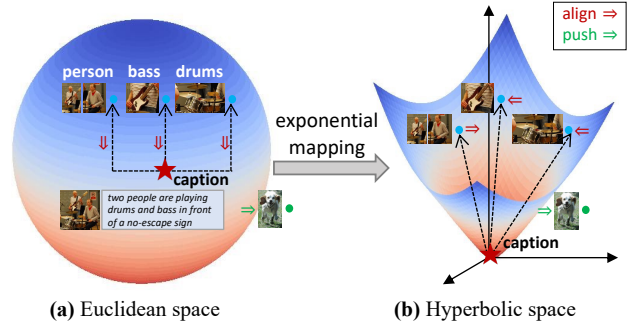 align ⇒
push ⇒
person bass drums
exponential
mapping
caption
two people are playing
drums and bass in front
of a no-escape sign
caption
(a) Euclidean space
(b) Hyperbolic space